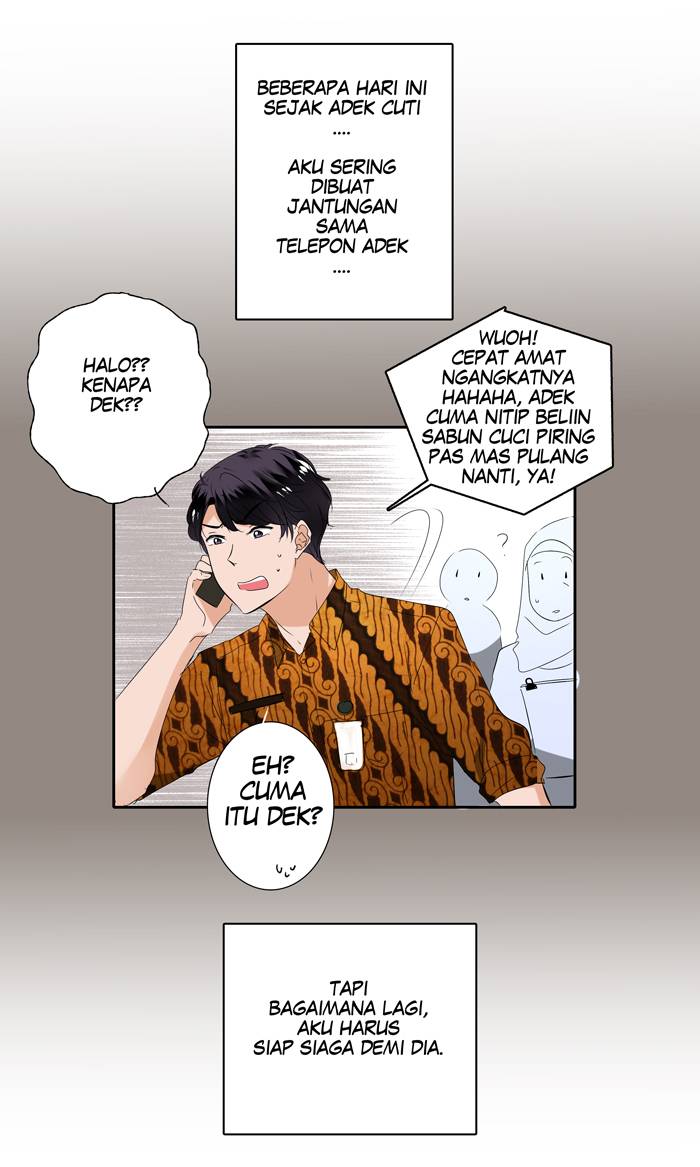 BEBERAPA HARI INI
SEJAK ADEK CUTI
....
AKU SERING
DIBUAT
JANTUNGAN
SAMA
TELEPON ADEK
....
HALO??
KENAPA
DEK??
WUOH!
CEPAT AMAT
NGANGKATNYA
HAHAHA, ADEK
CUMA NITIP BELIIN
SABUN CUCI PIRING
PAS MAS PULANG
NANTI, YA!
EH?
CUMA
ITU DEK?
TAPI
BAGAIMANA LAGI,
AKU HARUS
SIAP SIAGA DEMI DIA.